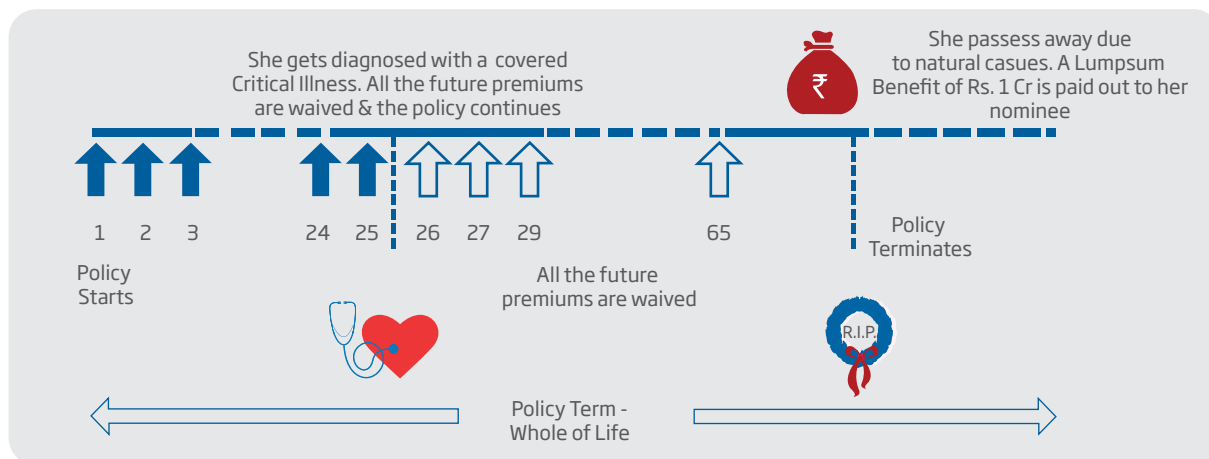 She gets diagnosed with a covered
Critical Illness. All the future premiums
are waived & the policy continues
₹
She passess away due
to natural casues. A Lumpsum
Benefit of Rs. 1 Cr is paid out to her
nominee
1 2 3 24 25 26 27 29 65
Policy
Starts
All the future
premiums are waived
Policy
Terminates
R.I.P.
Policy Term -
Whole of Life